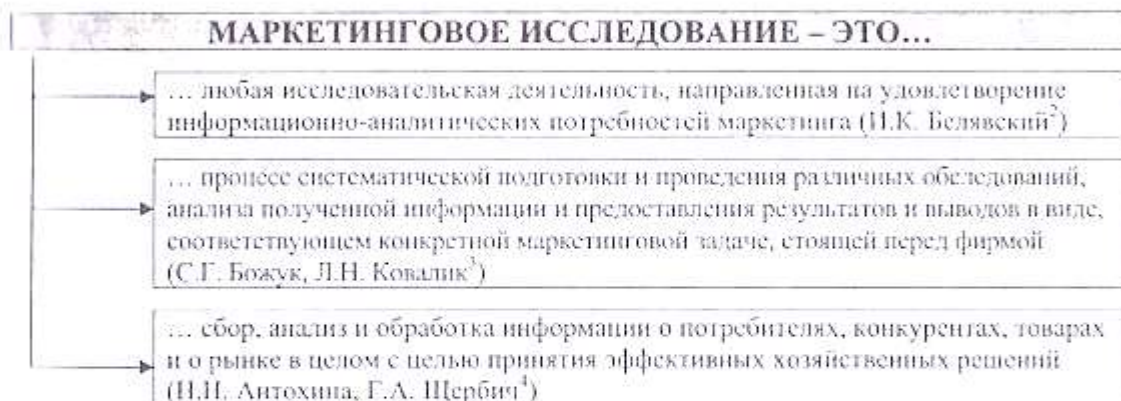 МАРКЕТИНГОВОЕ ИССЛЕДОВАНИЕ – ЭТО…
… любая исследовательская деятельность, направленная на удовлетворение
информационно-аналитических потребностей маркетинга (И.К. Белявский²)
… процесс систематической подготовки и проведения различных обследований,
анализа полученной информации и предоставления результатов и выводов в виде,
соответствующем конкретной маркетинговой задаче, стоящей перед фирмой
(С.Г. Божук, Л.Н. Ковалик³)
… сбор, анализ и обработка информации о потребителях, конкурентах, товарах
и о рынке в целом с целью принятия эффективных хозяйственных решений
(Н.Н. Антохина, Г.А. Щербич⁴)